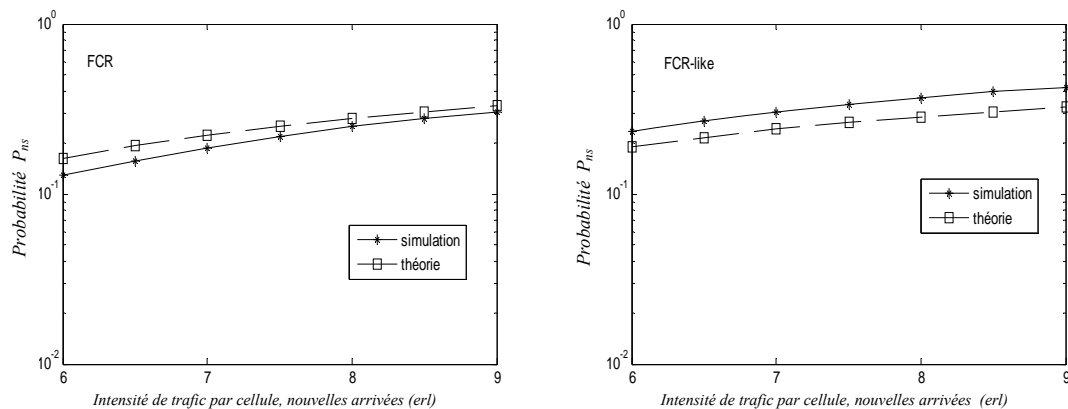 10^0
FCR
Probabilité P_ns
10^-1
simulation
théorie
10^-2
6
7
8
9
Intensité de trafic par cellule, nouvelles arrivées (erl)
10^0
FCR-like
Probabilité P_ns
10^-1
simulation
théorie
10^-2
6
7
8
9
Intensité de trafic par cellule, nouvelles arrivées (erl)